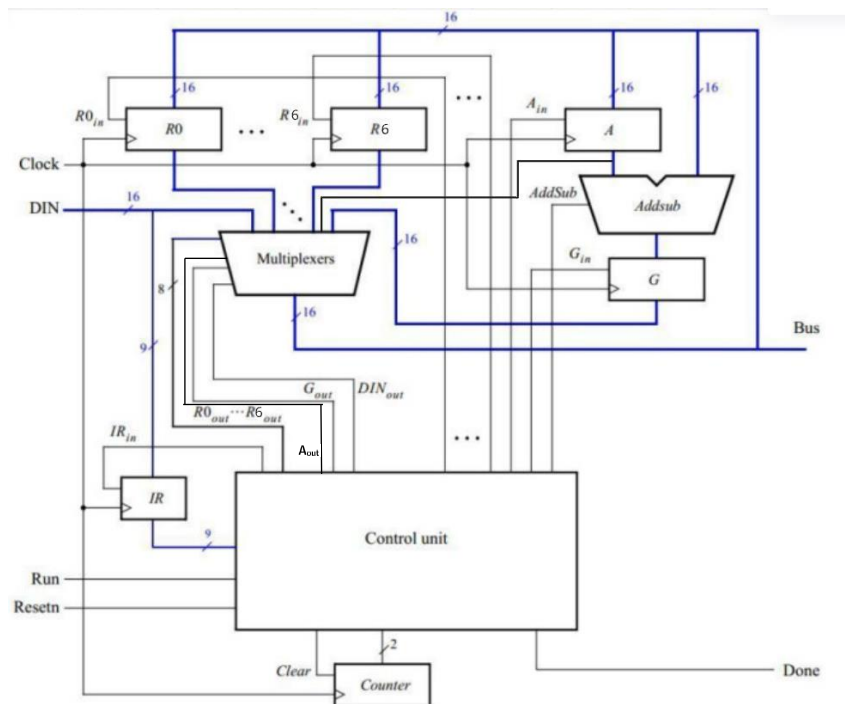 16
16
16
16
16
R0in
R0
R6in
R6
Ain
A
Clock
DIN
16
AddSub
Addsub
Multiplexers
16
Gin
G
8
16
Bus
9
Gout
DINout
R0out ... R6out
IRin
Aout
IR
9
Control unit
Run
Resetn
2
Clear
Done
Counter